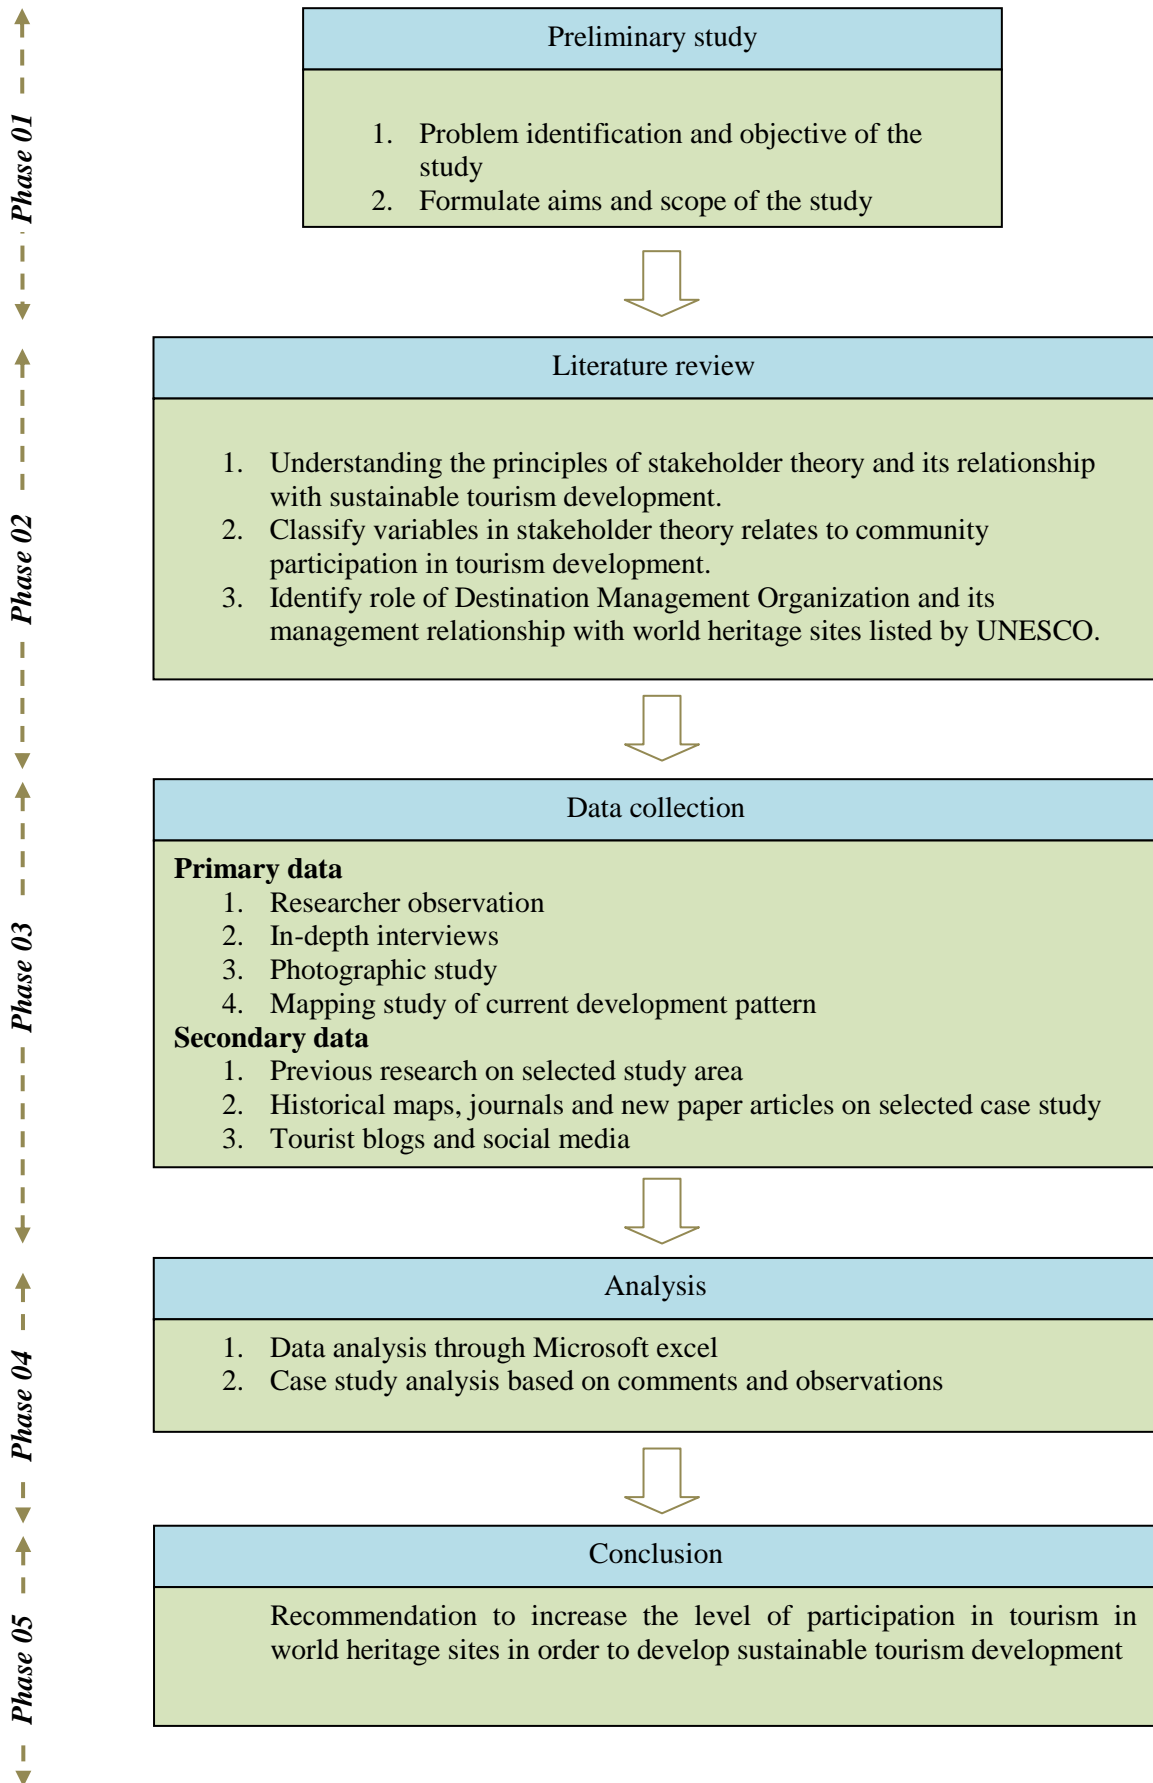 Phase 01
Preliminary study
1. Problem identification and objective of the
study
2. Formulate aims and scope of the study
Phase 02
Literature review
1. Understanding the principles of stakeholder theory and its relationship
with sustainable tourism development.
2. Classify variables in stakeholder theory relates to community
participation in tourism development.
3. Identify role of Destination Management Organization and its
management relationship with world heritage sites listed by UNESCO.
Phase 03
Data collection
Primary data
1. Researcher observation
2. In-depth interviews
3. Photographic study
4. Mapping study of current development pattern
Secondary data
1. Previous research on selected study area
2. Historical maps, journals and new paper articles on selected case study
3. Tourist blogs and social media
Phase 04
Analysis
1. Data analysis through Microsoft excel
2. Case study analysis based on comments and observations
Phase 05
Conclusion
Recommendation to increase the level of participation in tourism in
world heritage sites in order to develop sustainable tourism development